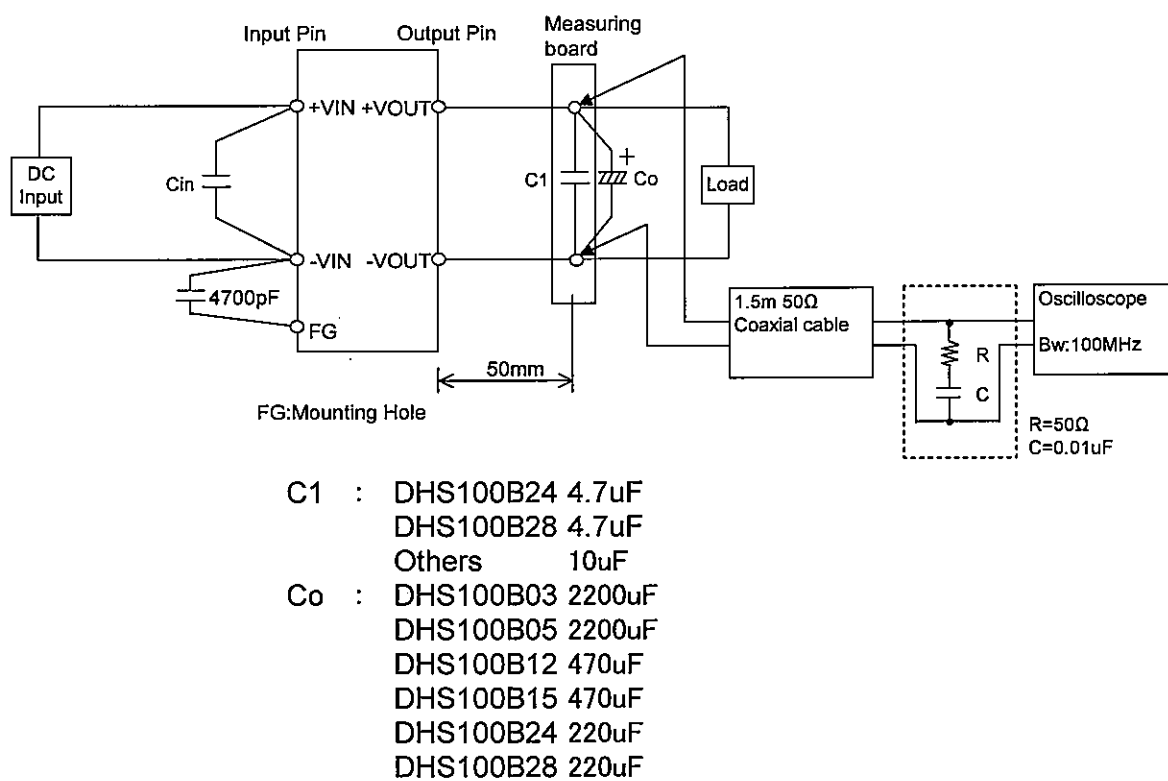 Input Pin
Output Pin
Measuring
board
+VIN
+VOUT
DC
Input
Cin
C1
+
Co
Load
-VIN
-VOUT
4700pF
FG
50mm
FG:Mounting Hole
1.5m 50Ω
Coaxial cable
R
C
Oscilloscope
Bw:100MHz
R=50Ω
C=0.01uF
C1 : DHS100B24 4.7uF
DHS100B28 4.7uF
Others 10uF
Co : DHS100B03 2200uF
DHS100B05 2200uF
DHS100B12 470uF
DHS100B15 470uF
DHS100B24 220uF
DHS100B28 220uF